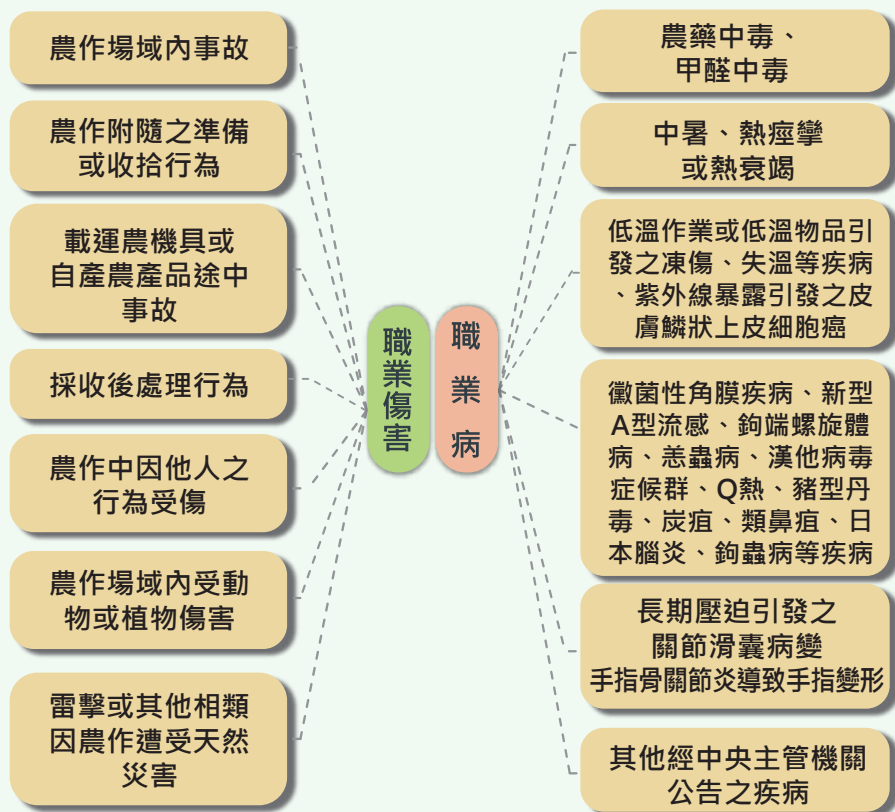 農作場域內事故
農作附隨之準備
或收拾行為
載運農機具或
自產農產品途中
事故
採收後處理行為
農作中因他人之
行為受傷
農作場域內受動
物或植物傷害
雷擊或其他相類
因農作遭受天然
災害
職業傷害
職業病
農藥中毒、
甲醛中毒
中暑、熱痙攣
或熱衰竭
低溫作業或低溫物品引
發之凍傷、失溫等疾病
、紫外線暴露引發之皮
膚鱗狀上皮細胞癌
黴菌性角膜疾病、新型
A型流感、鉤端螺旋體
病、恙蟲病、漢他病毒
症候群、Q熱、豬型丹
毒、炭疽、類鼻疽、日
本腦炎、鉤蟲病等疾病
長期壓迫引發之
關節滑囊病變
手指骨關節炎導致手指變形
其他經中央主管機關
公告之疾病